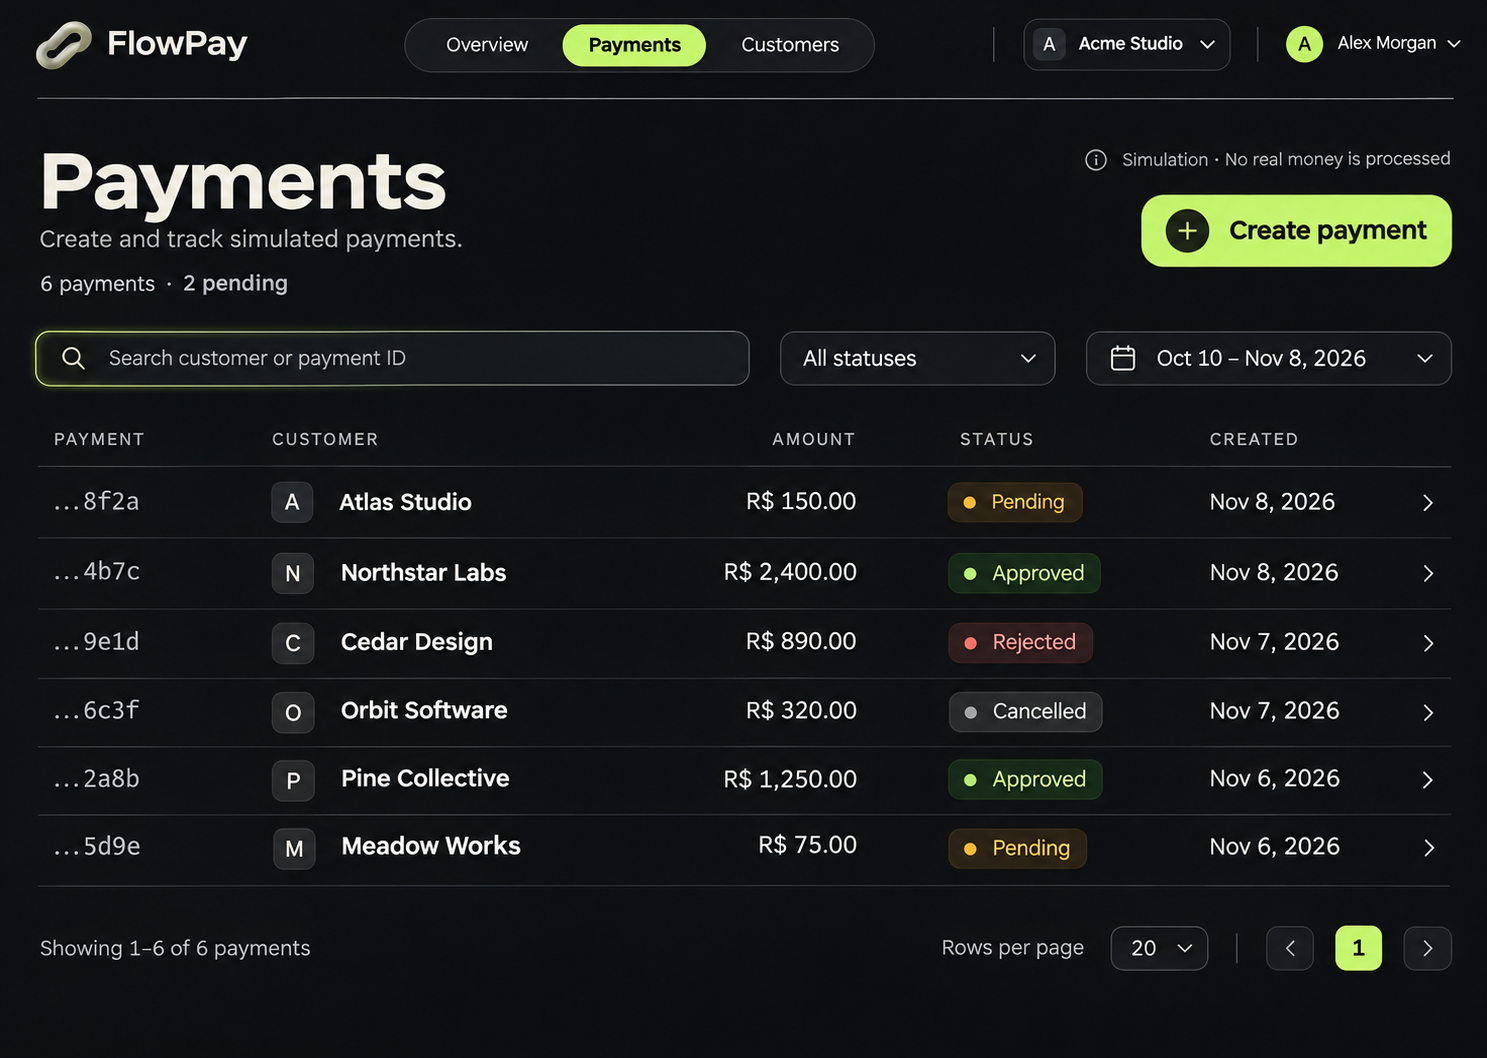 FlowPay
Overview Payments Customers
A Acme Studio
A Alex Morgan
Payments
Simulation · No real money is processed
Create and track simulated payments.
Create payment
6 payments · 2 pending
Search customer or payment ID
All statuses
Oct 10 – Nov 8, 2026
PAYMENT CUSTOMER AMOUNT STATUS CREATED
...8f2a A Atlas Studio R$ 150.00 Pending Nov 8, 2026
...4b7c N Northstar Labs R$ 2,400.00 Approved Nov 8, 2026
...9e1d C Cedar Design R$ 890.00 Rejected Nov 7, 2026
...6c3f O Orbit Software R$ 320.00 Cancelled Nov 7, 2026
...2a8b P Pine Collective R$ 1,250.00 Approved Nov 6, 2026
...5d9e M Meadow Works R$ 75.00 Pending Nov 6, 2026
Showing 1–6 of 6 payments
Rows per page 20 1